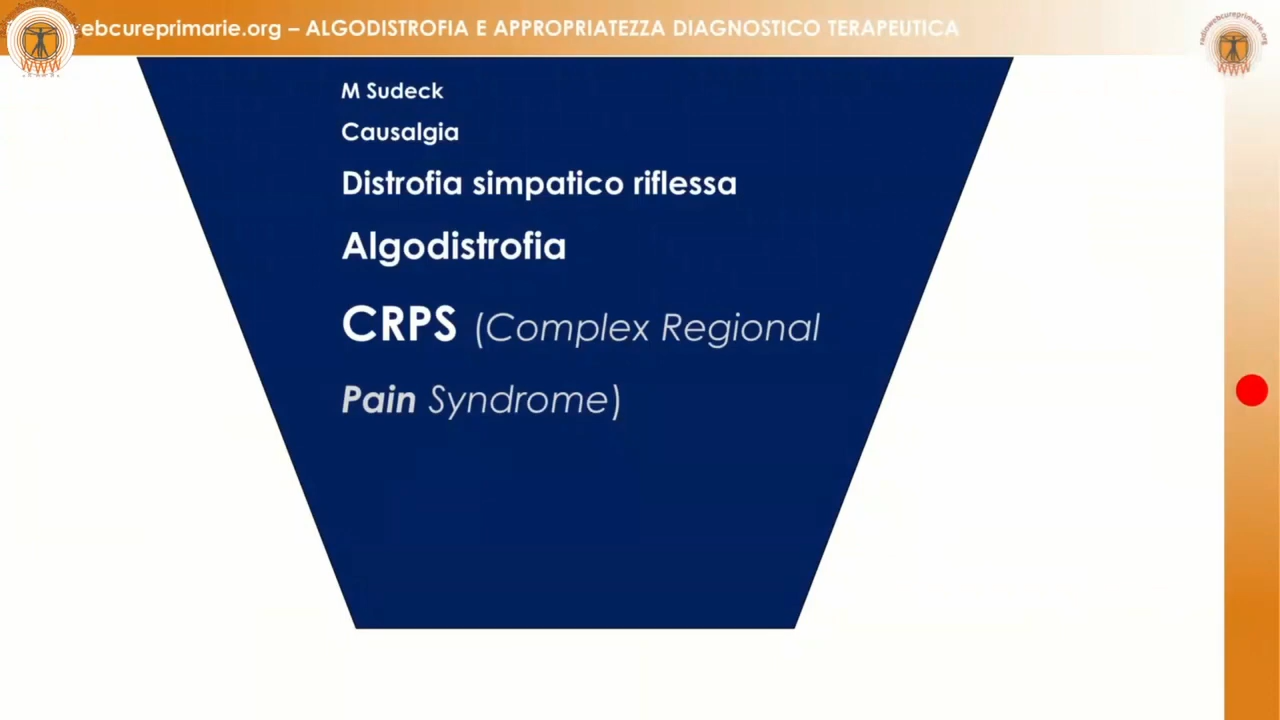 ebcureprimarie.org – ALGODISTROFIA E APPROPRIATEZZA DIAGNOSTICO TERAPEUTICA
M Sudeck
Causalgia
Distrofia simpatico riflessa
Algodistrofia
CRPS (Complex Regional
Pain Syndrome)